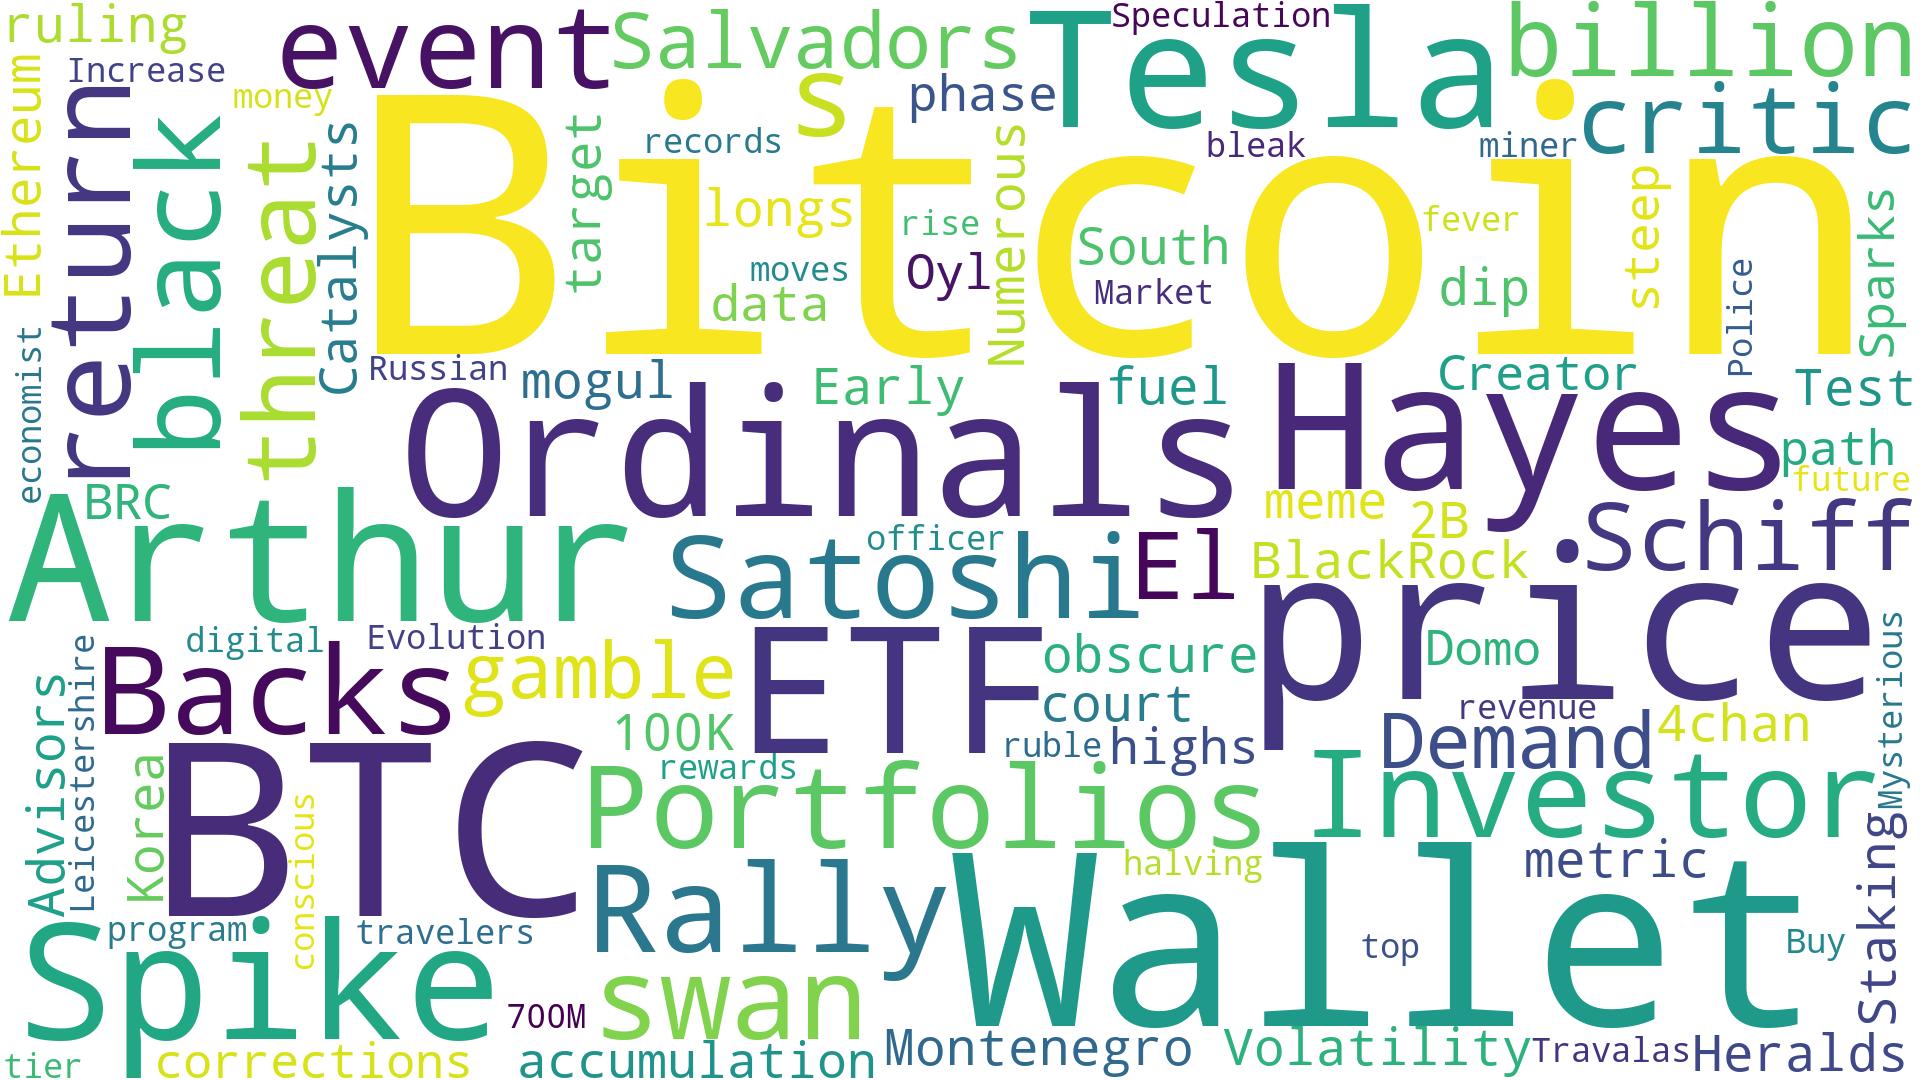 ruling
event
Salvadors
Tesla
Speculation
billion
Ethereum
Increase
money
return
black
threat
Catalysts
Bitcoin
s
phase
critic
records
target
Numerous
bleak
miner
steep
Sparks
longs
rise
South
fever
moves
Oyl
data
Market
dip
Police
economist
Russian
mogul
Early
fuel
Creator
Test
Ordinals
Hayes
path
future
BRC
Arthur
meme
2B
Schiff
Satoshi
officer
El
BlackRock
price
digital
Evolution
Backs
gamble
ETF
obscure
Domo
Mysterious
Advisors
Leicestershire
court
revenue
100K
ruble
highs
Demand
4chan
Korea
BTC
conscious
rewards
Portfolios
Investor
program
travelers
Rally
halving
Wallet
metric
Staking
top
Buy
Spike
700M
swan
tier
corrections
accumulation
Montenegro
Volatility
Travalas
Heralds